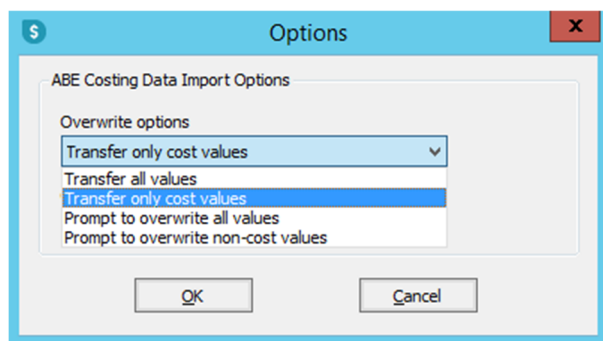 $
Options
x
ABE Costing Data Import Options
Overwrite options
Transfer only cost values
Transfer all values
Transfer only cost values
Prompt to overwrite all values
Prompt to overwrite non-cost values
OK
Cancel